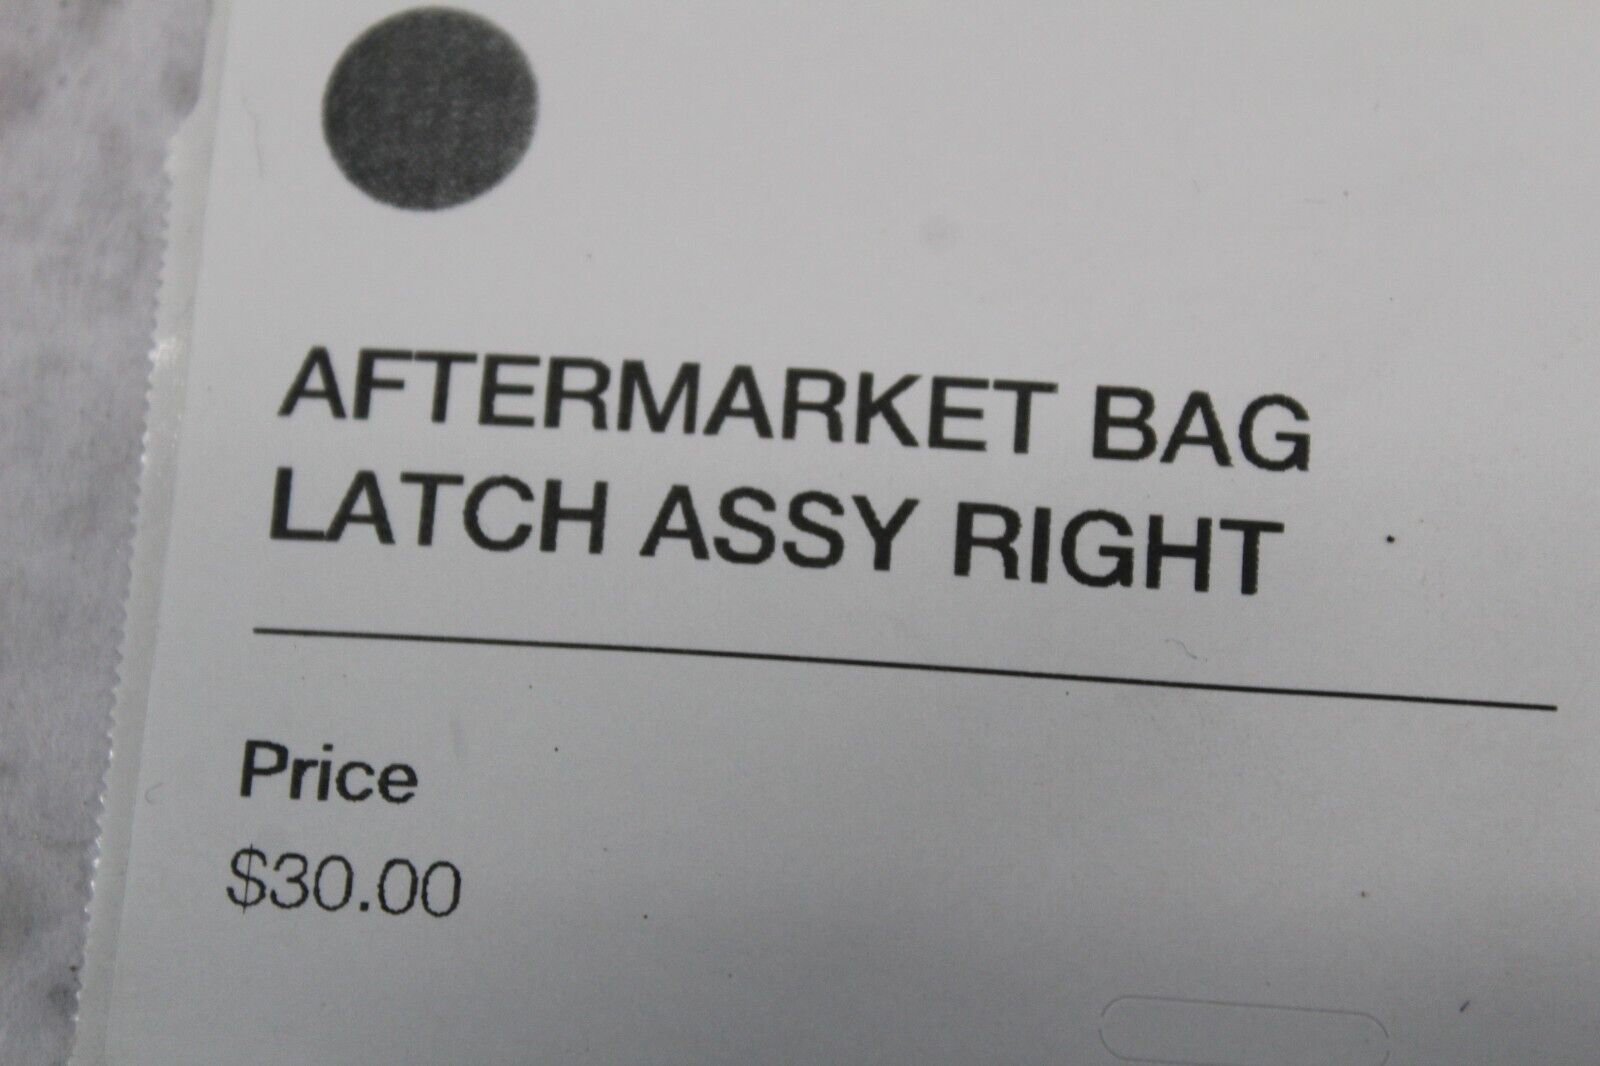 AFTERMARKET BAG
LATCH ASSY RIGHT
Price
$30.00